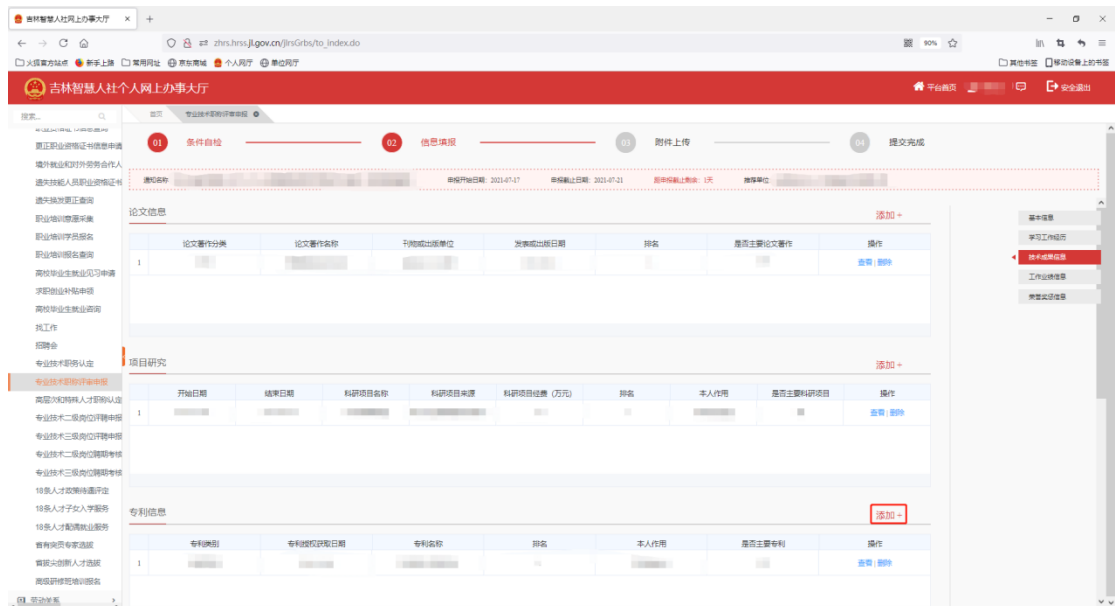 吉林智慧人社网上办事大厅
zhrs.hrss.jl.gov.cn/jlrsGrbs/to_index.do
90%
火狐官方站点 新手上路 常用网址 京东商城 个人网厅 单位网厅
其他书签 移动设备上的书签
吉林智慧人社个人网上办事大厅
平台首页
安全退出
搜索...
首页 专业技术职称评审申报
更正职业资格证书信息申请
境外就业和对外劳务合作人
遗失技能人员职业资格证书
遗失换发更正查询
职业培训意愿采集
职业培训学员报名
职业培训报名查询
高校毕业生就业见习申请
求职创业补贴申领
高校毕业生就业咨询
找工作
招聘会
专业技术职务认定
专业技术职称评审申报
高层次和特殊人才职称认定
专业技术二级岗位评聘申报
专业技术三级岗位评聘申报
专业技术二级岗位聘期考核
专业技术三级岗位聘期考核
18条人才政策待遇评定
18条人才子女入学服务
18条人才配偶就业服务
省有突贡专家选拔
省拔尖创新人才选拔
高级研修班培训报名
劳动关系
01 条件自检 02 信息填报 03 附件上传 04 提交完成
通知名称
申报开始日期: 2021-07-17 申报截止日期: 2021-07-21 距申报截止剩余: 1天 推荐单位
论文信息 添加 +
论文著作分类 论文著作名称 刊物或出版单位 发表或出版日期 排名 是否主要论文著作 操作
1 查看 | 删除
项目研究 添加 +
开始日期 结束日期 科研项目名称 科研项目来源 科研项目经费（万元） 排名 本人作用 是否主要科研项目 操作
1 查看 | 删除
专利信息 添加 +
专利类别 专利授权获取日期 专利名称 排名 本人作用 是否主要专利 操作
1 查看 | 删除
基本信息
学习工作经历
技术成果信息
工作业绩信息
荣誉奖惩信息